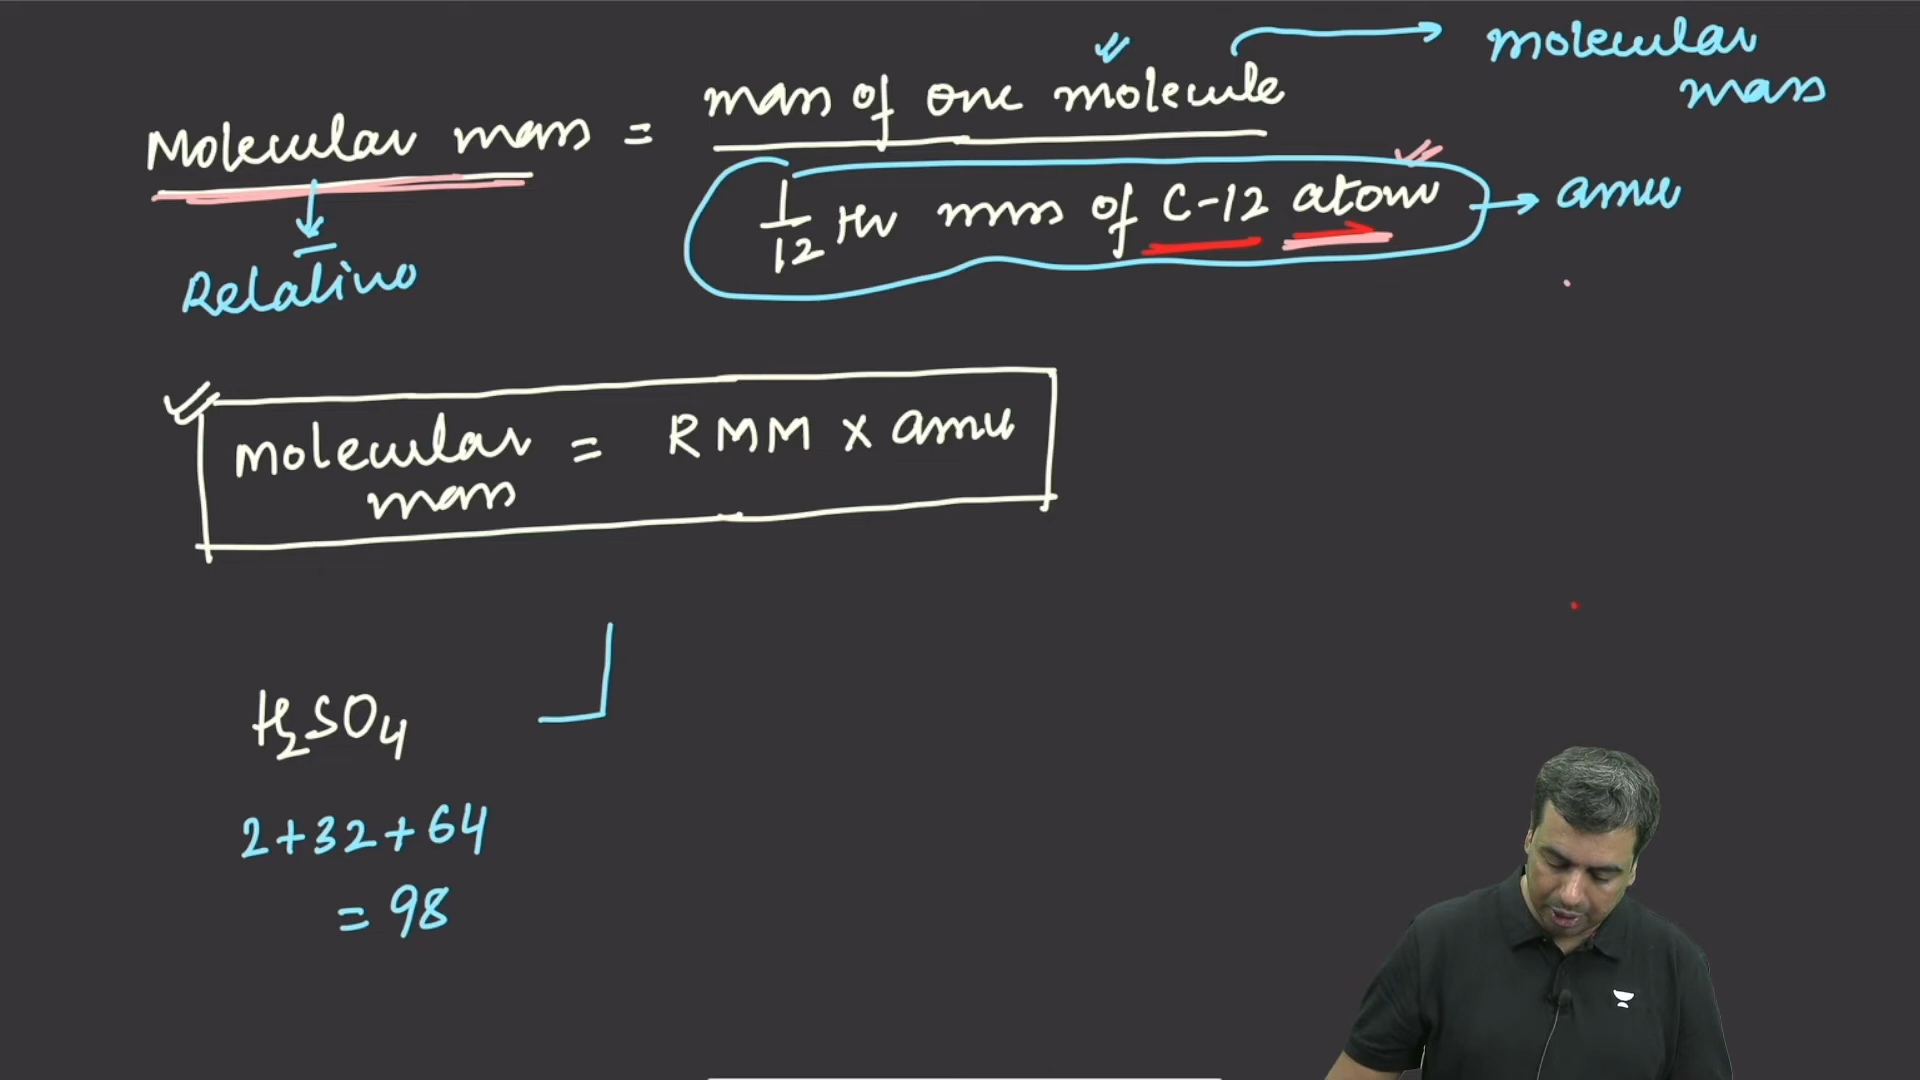 molecular
mass
Molecular mass = mass of one molecule
1/12 th mass of C-12 atom → amu
Relative
molecular
mass = RMM x amu
H₂SO₄
2+32+64
= 98